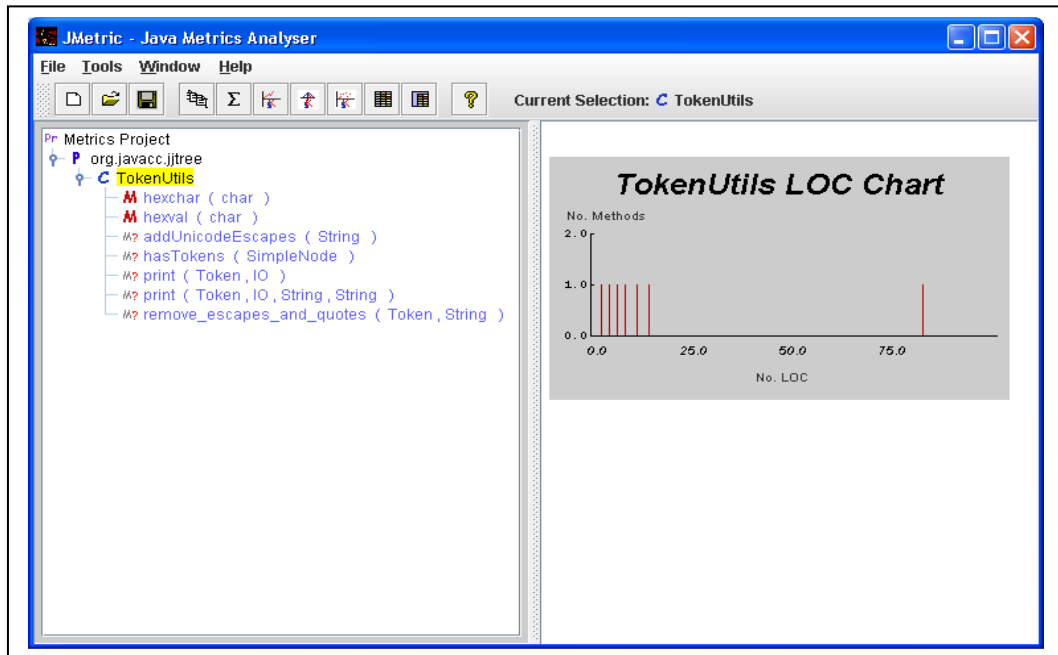 JMetric - Java Metrics Analyser
File Tools Window Help
Current Selection: C TokenUtils
Pr Metrics Project
P org.javacc.jjtree
C TokenUtils
M hexchar ( char )
M hexval ( char )
M? addUnicodeEscapes ( String )
M? hasTokens ( SimpleNode )
M? print ( Token , IO )
M? print ( Token , IO , String , String )
M? remove_escapes_and_quotes ( Token , String )
TokenUtils LOC Chart
No. Methods
2.0
1.0
0.0
0.0 25.0 50.0 75.0
No. LOC